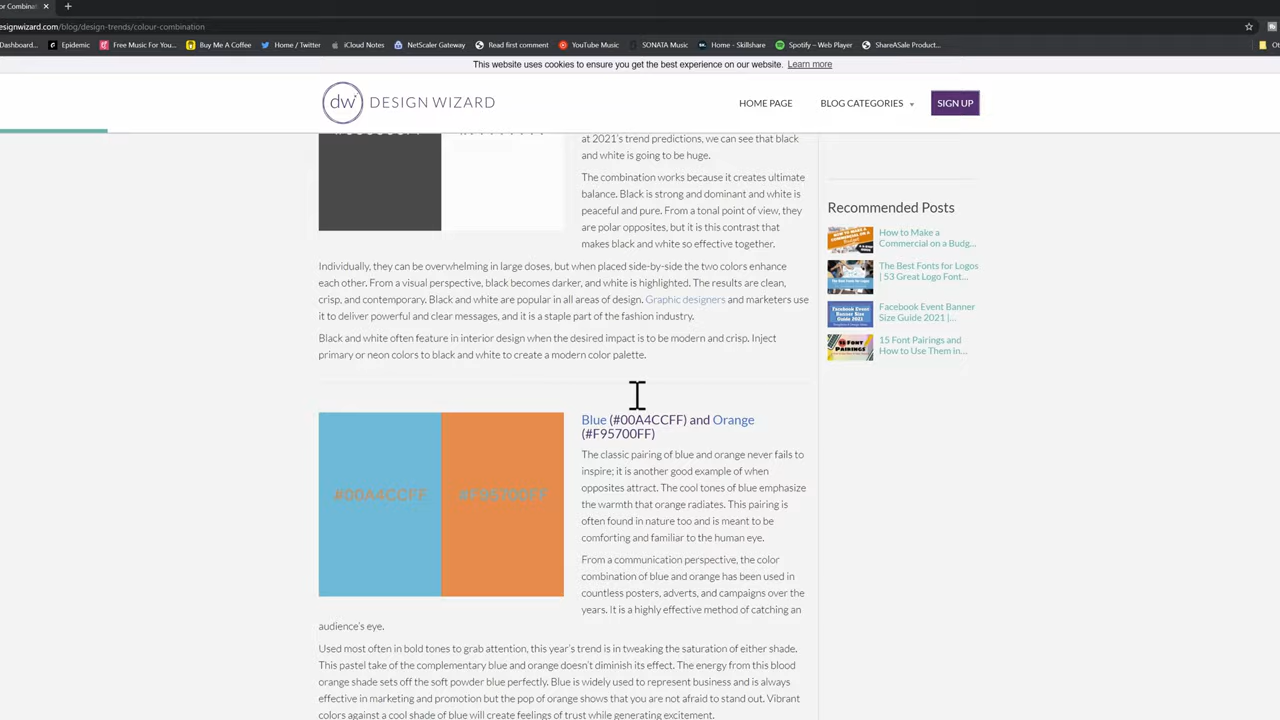 or Combinat
esignwizard.com/blog/design-trends/colour-combination
Dashboard... Epidemic Free Music For You... Buy Me A Coffee Home / Twitter iCloud Notes NetScaler Gateway Read first comment YouTube Music SONATA Music Home - Skillshare Spotify – Web Player ShareASale Produc...
This website uses cookies to ensure you get the best experience on our website. Learn more
dw DESIGN WIZARD
HOME PAGE BLOG CATEGORIES SIGN UP
at 2021's trend predictions, we can see that black
and white is going to be huge.
The combination works because it creates ultimate
balance. Black is strong and dominant and white is
peaceful and pure. From a tonal point of view, they
are polar opposites, but it is this contrast that
makes black and white so effective together.
Individually, they can be overwhelming in large doses, but when placed side-by-side the two colors enhance
each other. From a visual perspective, black becomes darker, and white is highlighted. The results are clean,
crisp, and contemporary. Black and white are popular in all areas of design. Graphic designers and marketers use
it to deliver powerful and clear messages, and it is a staple part of the fashion industry.
Black and white often feature in interior design when the desired impact is to be modern and crisp. Inject
primary or neon colors to black and white to create a modern color palette.
#00A4CCFF #F95700FF
Blue (#00A4CCFF) and Orange
(#F95700FF)
The classic pairing of blue and orange never fails to
inspire; it is another good example of when
opposites attract. The cool tones of blue emphasize
the warmth that orange radiates. This pairing is
often found in nature too and is meant to be
comforting and familiar to the human eye.
From a communication perspective, the color
combination of blue and orange has been used in
countless posters, adverts, and campaigns over the
years. It is a highly effective method of catching an
audience's eye.
Used most often in bold tones to grab attention, this year's trend is in tweaking the saturation of either shade.
This pastel take of the complementary blue and orange doesn't diminish its effect. The energy from this blood
orange shade sets off the soft powder blue perfectly. Blue is widely used to represent business and is always
effective in marketing and promotion but the pop of orange shows that you are not afraid to stand out. Vibrant
colors against a cool shade of blue will create feelings of trust while generating excitement.
Recommended Posts
How to Make a
Commercial on a Budg...
The Best Fonts for Logos
| 53 Great Logo Font...
Facebook Event Banner
Size Guide 2021 |...
15 Font Pairings and
How to Use Them in...